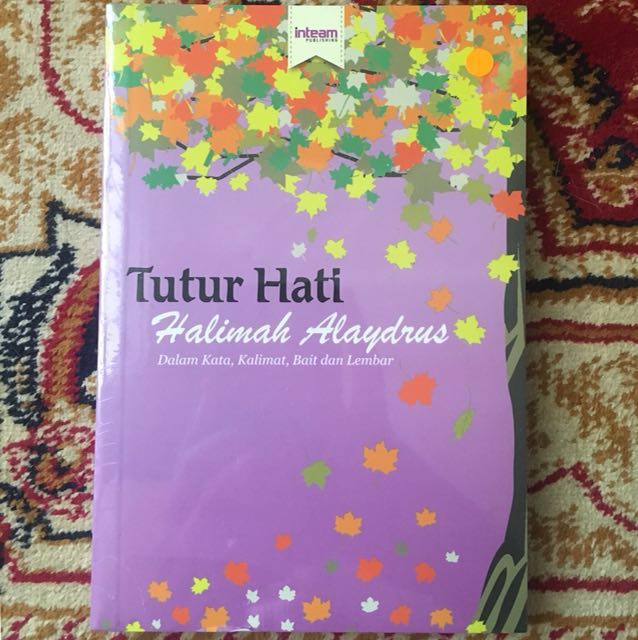 inteam
PUBLISHING
Tutur Hati
Halimah Alaydrus
Dalam Kata, Kalimat, Bait dan Lembar